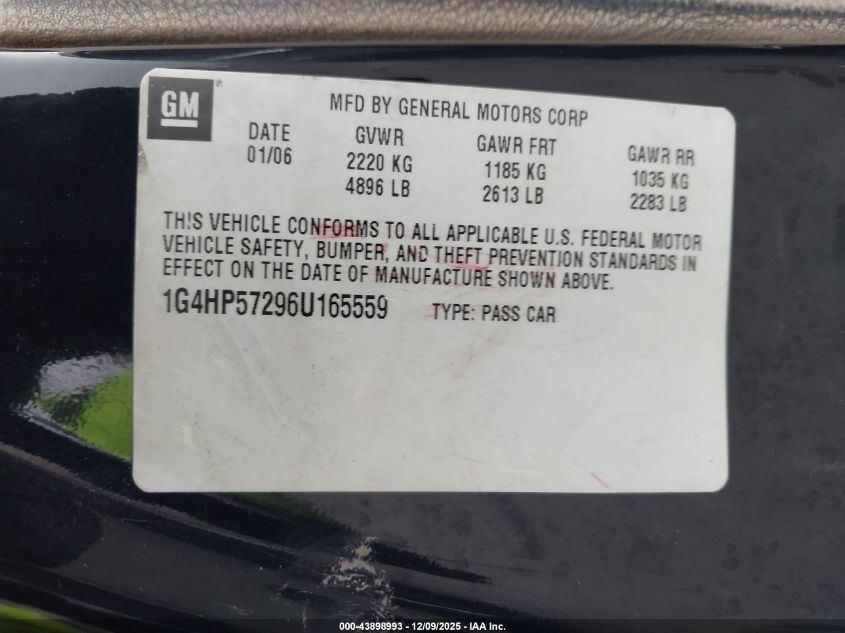 GM®
MFD BY GENERAL MOTORS CORP
DATE GVWR GAWR FRT GAWR RR
01/06 2220 KG 1185 KG 1035 KG
4896 LB 2613 LB 2283 LB
THIS VEHICLE CONFORMS TO ALL APPLICABLE U.S. FEDERAL MOTOR
VEHICLE SAFETY, BUMPER, AND THEFT PREVENTION STANDARDS IN
EFFECT ON THE DATE OF MANUFACTURE SHOWN ABOVE.
1G4HP57296U165559 TYPE: PASS CAR
000-43898993 - 12/09/2025 - IAA Inc.